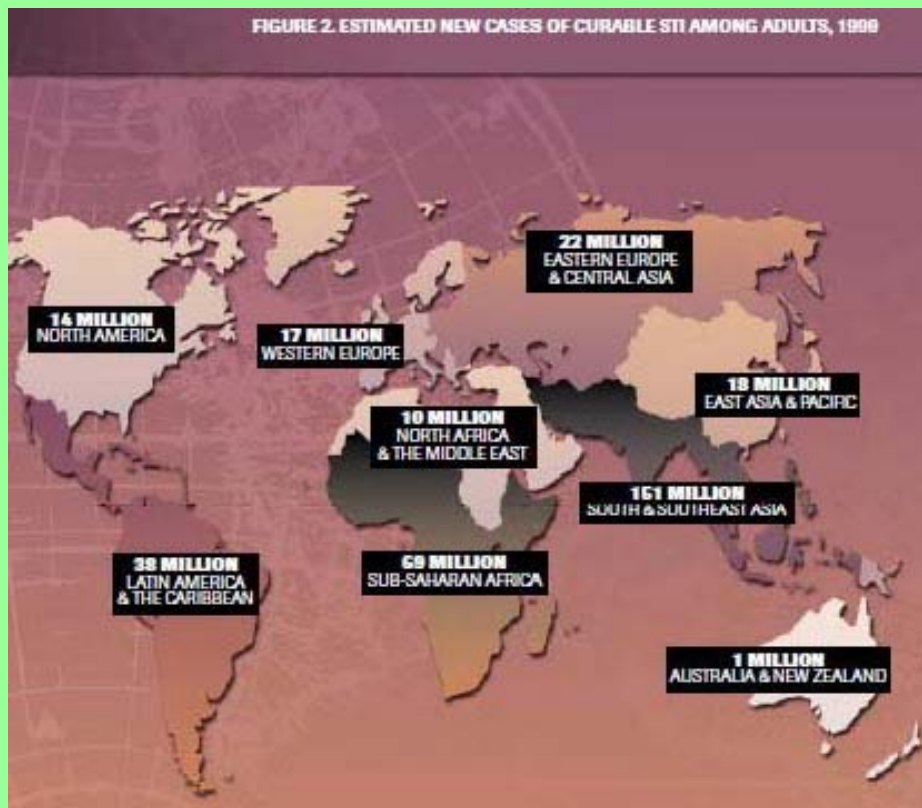 FIGURE 2. ESTIMATED NEW CASES OF CURABLE STI AMONG ADULTS, 1999
22 MILLION
EASTERN EUROPE
& CENTRAL ASIA
14 MILLION
NORTH AMERICA
17 MILLION
WESTERN EUROPE
18 MILLION
EAST ASIA & PACIFIC
10 MILLION
NORTH AFRICA
& THE MIDDLE EAST
151 MILLION
SOUTH & SOUTHEAST ASIA
38 MILLION
LATIN AMERICA
& THE CARIBBEAN
69 MILLION
SUB-SAHARAN AFRICA
1 MILLION
AUSTRALIA & NEW ZEALAND